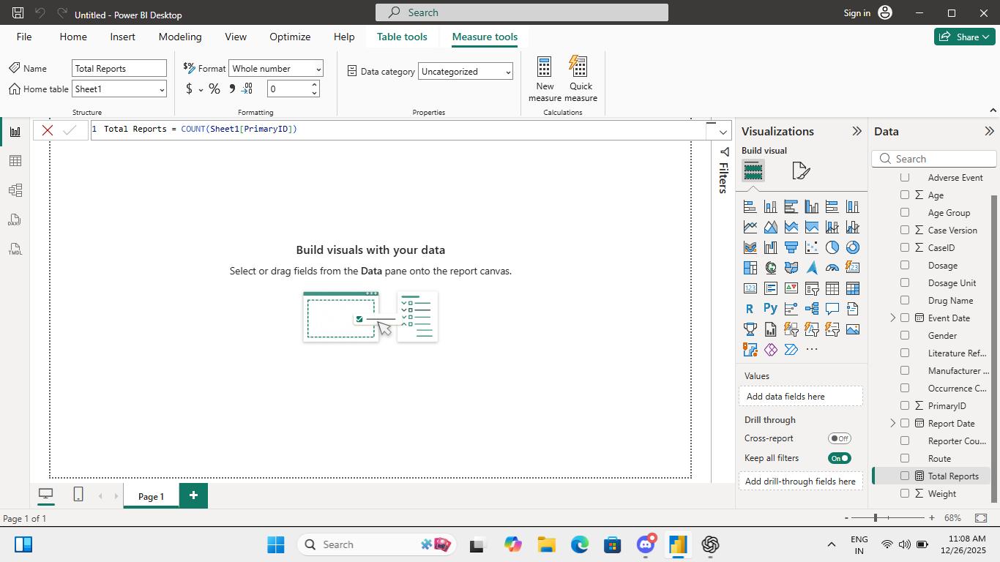 Untitled - Power BI Desktop
Search
Sign in
File Home Insert Modeling View Optimize Help Table tools Measure tools
Share
Name Total Reports
Home table Sheet1
Structure
$% Format Whole number
$ % 0
Formatting
Data category Uncategorized
Properties
New measure
Quick measure
Calculations
1 Total Reports = COUNT(Sheet1[PrimaryID])
DAX
TMDL
Build visuals with your data
Select or drag fields from the Data pane onto the report canvas.
Filters
Visualizations
Build visual
123
R Py
Values
Add data fields here
Drill through
Cross-report Off
Keep all filters On
Add drill-through fields here
Data
Search
Adverse Event
Age
Age Group
Case Version
CaseID
Dosage
Dosage Unit
Drug Name
Event Date
Gender
Literature Ref...
Manufacturer ...
Occurrence C...
PrimaryID
Report Date
Reporter Cou...
Route
Total Reports
Weight
Page 1
Page 1 of 1
- + 68%
Search
ENG
IN
11:08 AM
12/26/2025